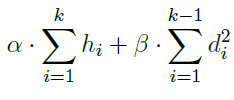 α · ∑_{i=1}^{k} h_i + β · ∑_{i=1}^{k-1} d_i^2